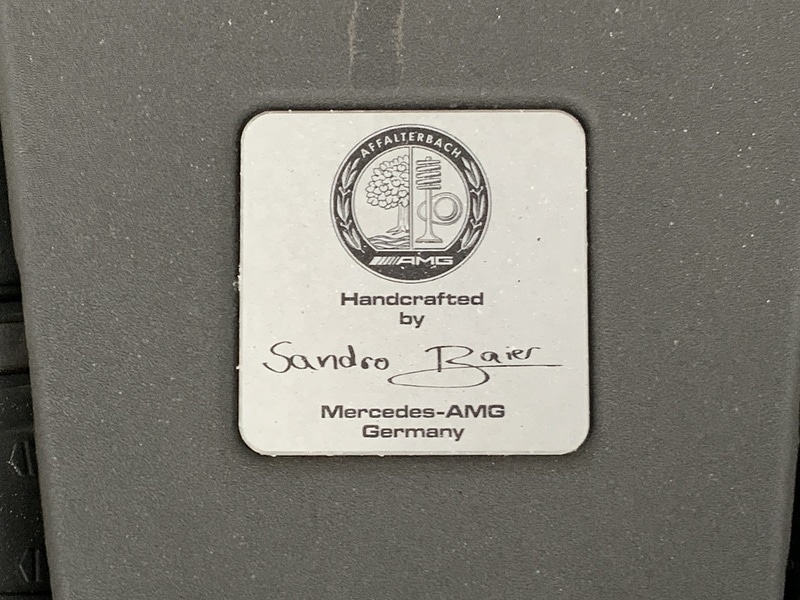 AFFALTERBACH
AMG
Handcrafted
by
Sandro Baier
Mercedes-AMG
Germany